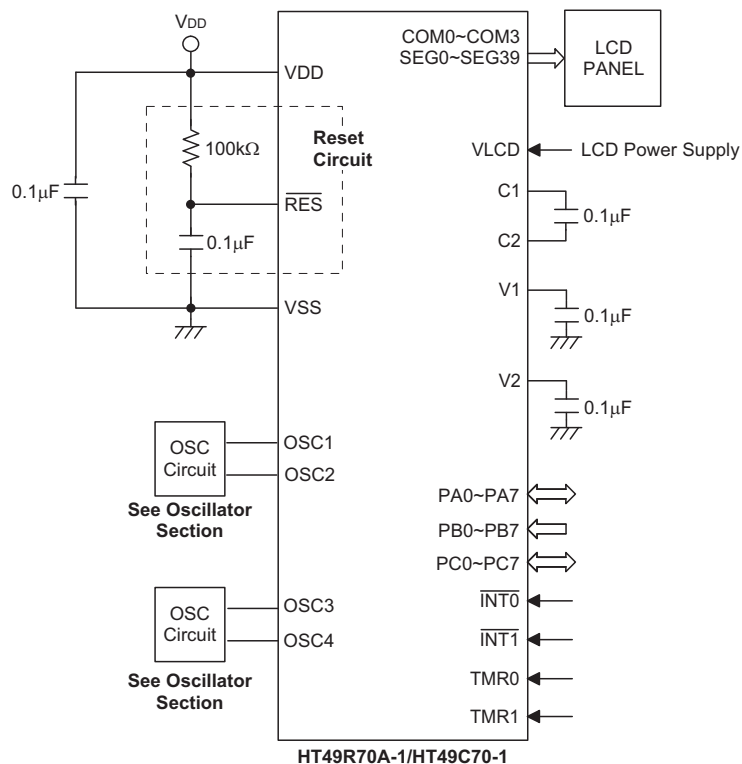 VDD
COM0~COM3
SEG0~SEG39
LCD
PANEL
VDD
Reset
Circuit
100kΩ
VLCD
LCD Power Supply
0.1μF
RES
C1
0.1μF
C2
0.1μF
VSS
V1
0.1μF
V2
0.1μF
OSC
Circuit
OSC1
OSC2
See Oscillator
Section
PA0~PA7
PB0~PB7
PC0~PC7
OSC
Circuit
OSC3
OSC4
See Oscillator
Section
INT0
INT1
TMR0
TMR1
HT49R70A-1/HT49C70-1